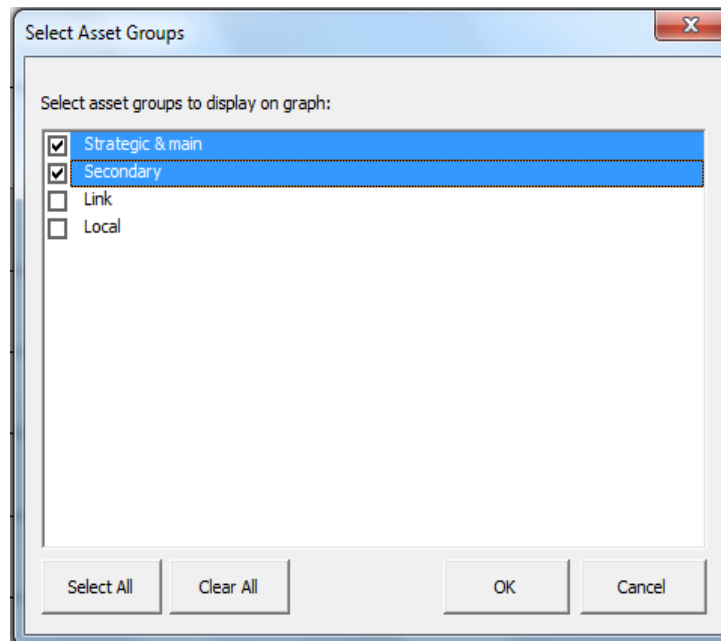 Select Asset Groups
X
Select asset groups to display on graph:
Strategic & main
Secondary
Link
Local
Select All Clear All OK Cancel